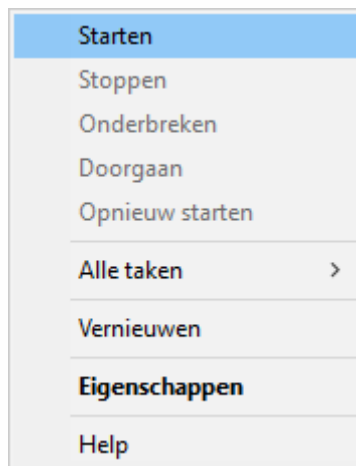 Starten
Stoppen
Onderbreken
Doorgaan
Opnieuw starten
Alle taken
Vernieuwen
Eigenschappen
Help